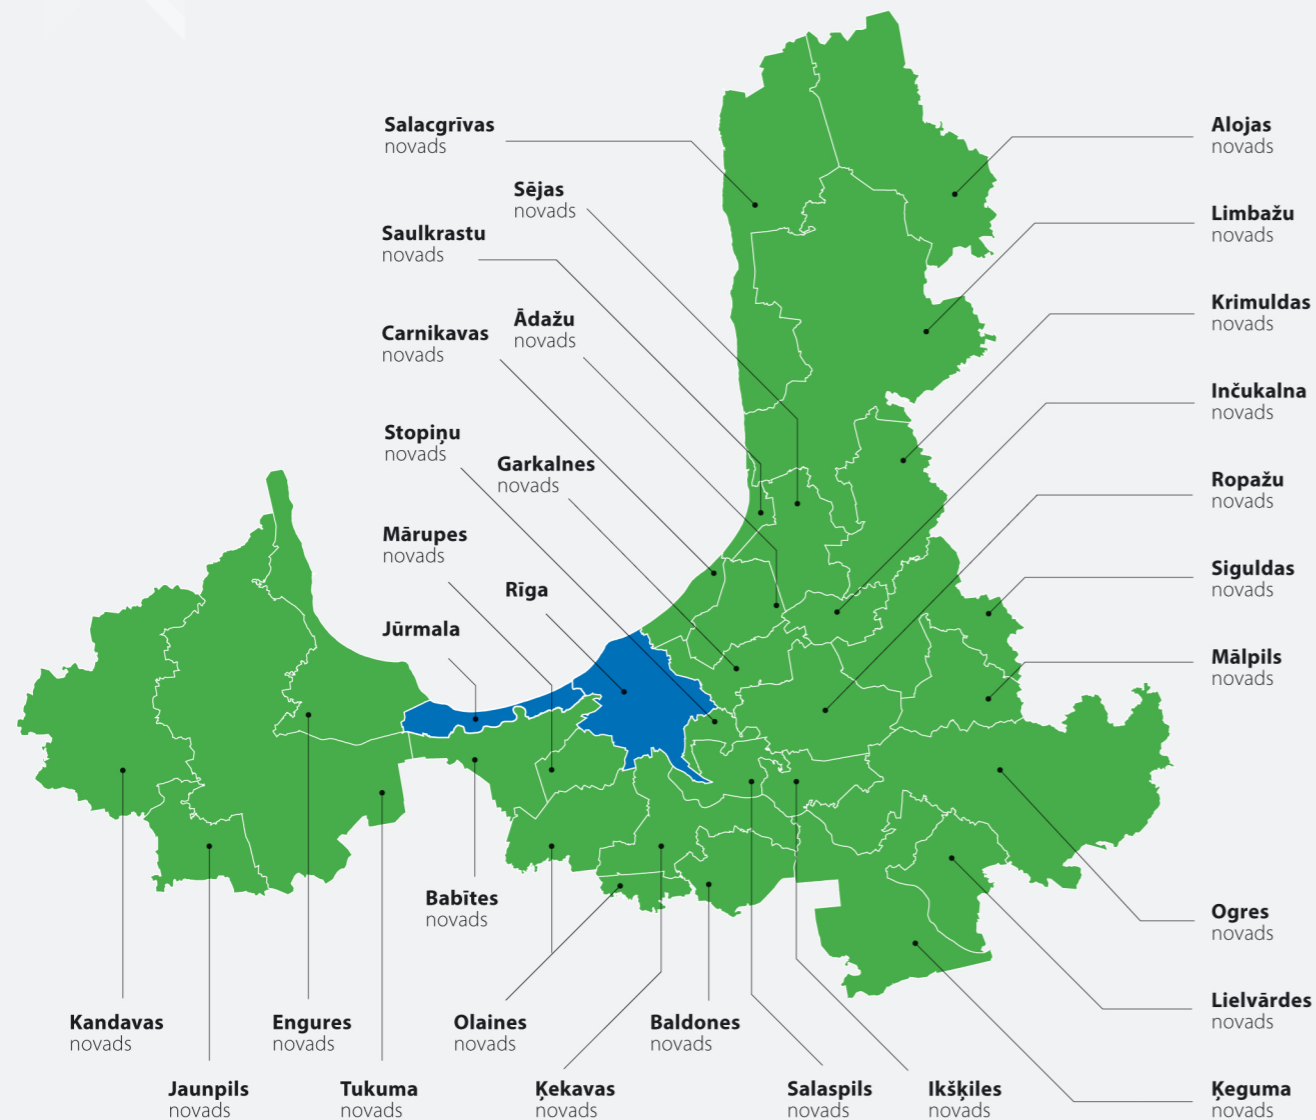 Salacgrīvas
novads
Alojas
novads
Sējas
novads
Limbažu
novads
Saulkrastu
novads
Krimuldas
novads
Ādažu
novads
Carnikavas
novads
Inčukalna
novads
Stopiņu
novads
Garkalnes
novads
Ropažu
novads
Mārupes
novads
Siguldas
novads
Rīga
Jūrmala
Mālpils
novads
Babītes
novads
Ogres
novads
Lielvārdes
novads
Kandavas
novads
Engures
novads
Olaines
novads
Baldones
novads
Jaunpils
novads
Tukuma
novads
Ķekavas
novads
Salaspils
novads
Ikšķiles
novads
Ķeguma
novads